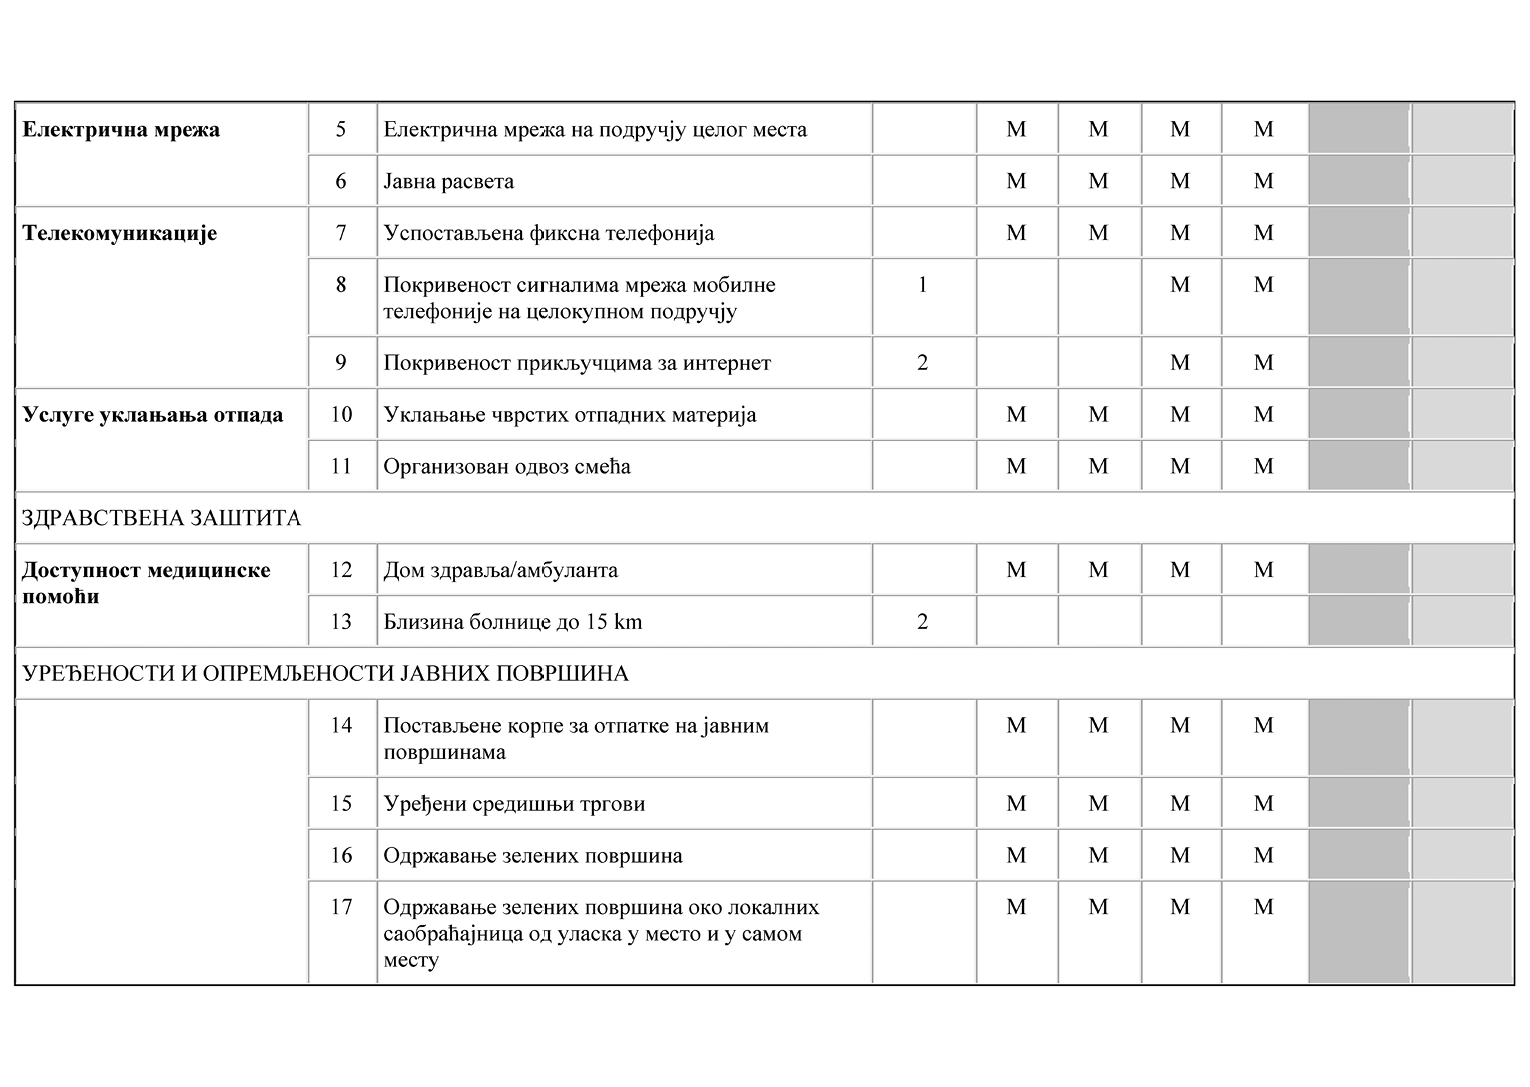 Електрична мрежа 5 Електрична мрежа на подручју целог места М М М М
6 Јавна расвета М М М М
Телекомуникације 7 Успостављена фиксна телефонија М М М М
8 Покривеност сигналима мрежа мобилне 1 М М
телефоније на целокупном подручју
9 Покривеност прикључцима за интернет 2 М М
Услуге уклањања отпада 10 Уклањање чврстих отпадних материја М М М М
11 Организован одвоз смећа М М М М
ЗДРАВСТВЕНА ЗАШТИТА
Доступност медицинске 12 Дом здравља/амбуланта М М М М
помоћи
13 Близина болнице до 15 km 2
УРЕЂЕНОСТИ И ОПРЕМЉЕНОСТИ ЈАВНИХ ПОВРШИНА
14 Постављене корпе за отпатке на јавним М М М М
површинама
15 Уређени средишњи тргови М М М М
16 Одржавање зелених површина М М М М
17 Одржавање зелених површина око локалних М М М М
саобраћајница од уласка у место и у самом
месту